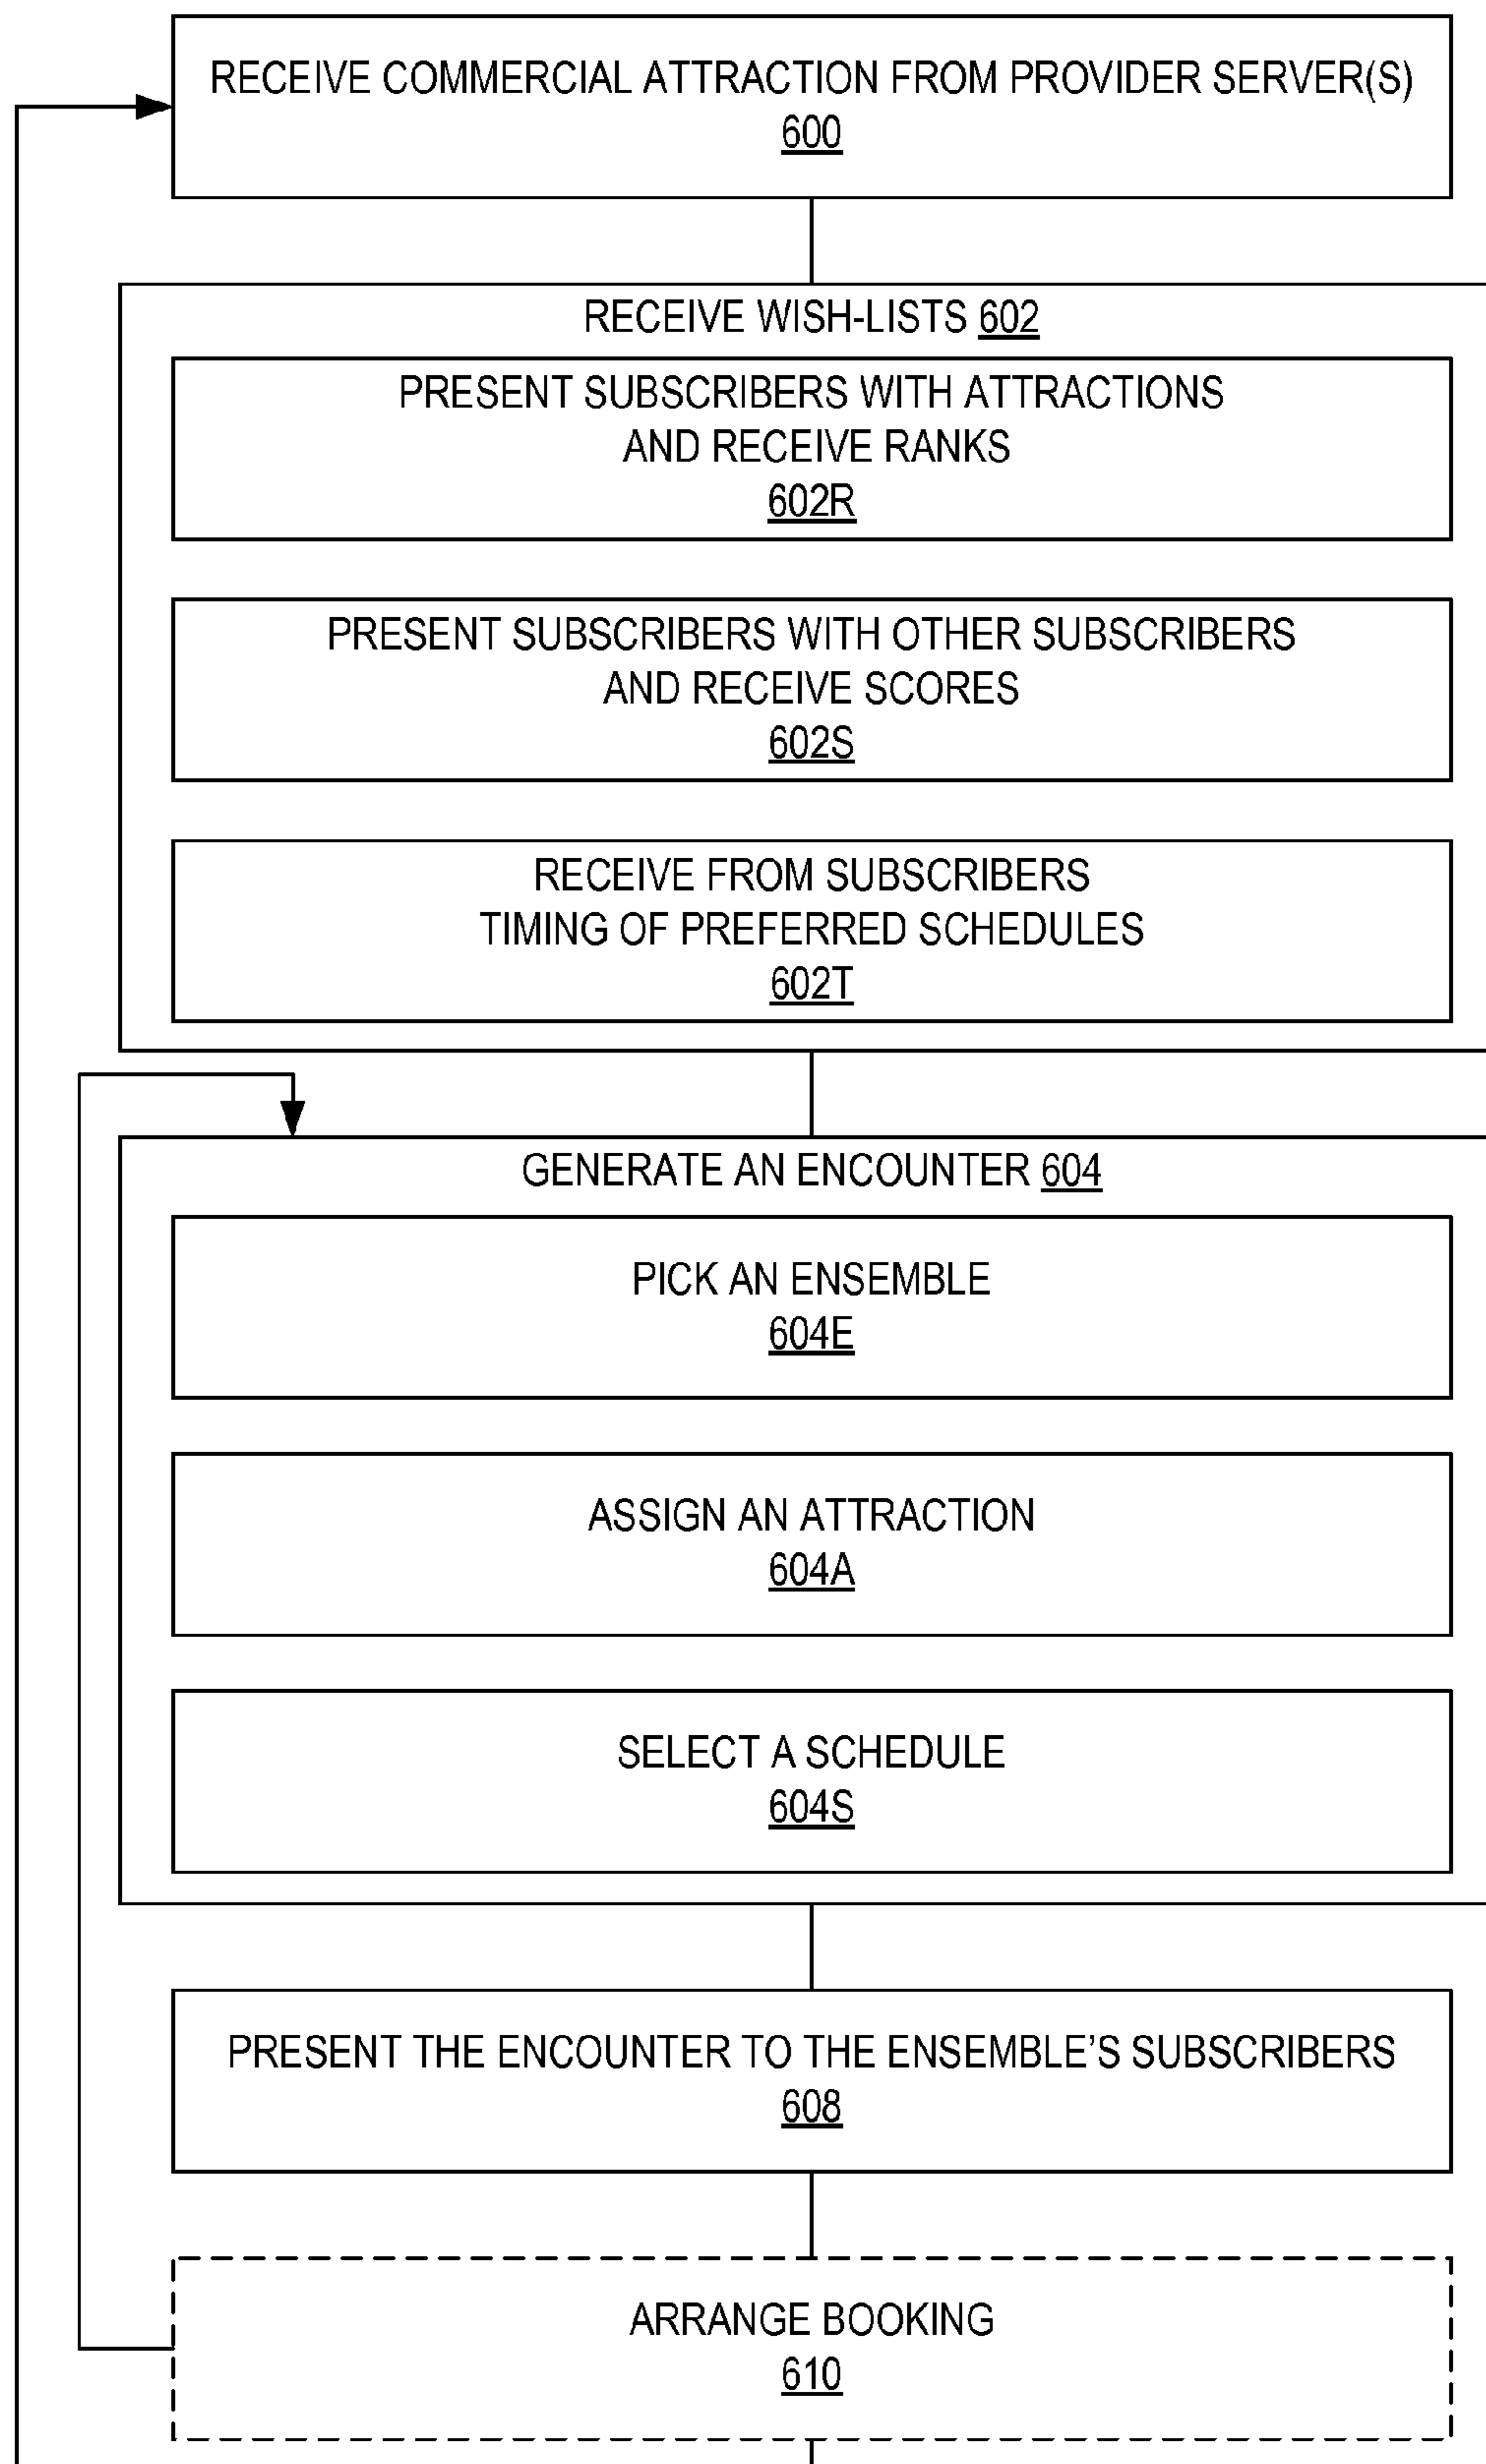 RECEIVE COMMERCIAL ATTRACTION FROM PROVIDER SERVER(S)
600
RECEIVE WISH-LISTS 602
PRESENT SUBSCRIBERS WITH ATTRACTIONS
AND RECEIVE RANKS
602R
PRESENT SUBSCRIBERS WITH OTHER SUBSCRIBERS
AND RECEIVE SCORES
602S
RECEIVE FROM SUBSCRIBERS
TIMING OF PREFERRED SCHEDULES
602T
GENERATE AN ENCOUNTER 604
PICK AN ENSEMBLE
604E
ASSIGN AN ATTRACTION
604A
SELECT A SCHEDULE
604S
PRESENT THE ENCOUNTER TO THE ENSEMBLE'S SUBSCRIBERS
608
ARRANGE BOOKING
610